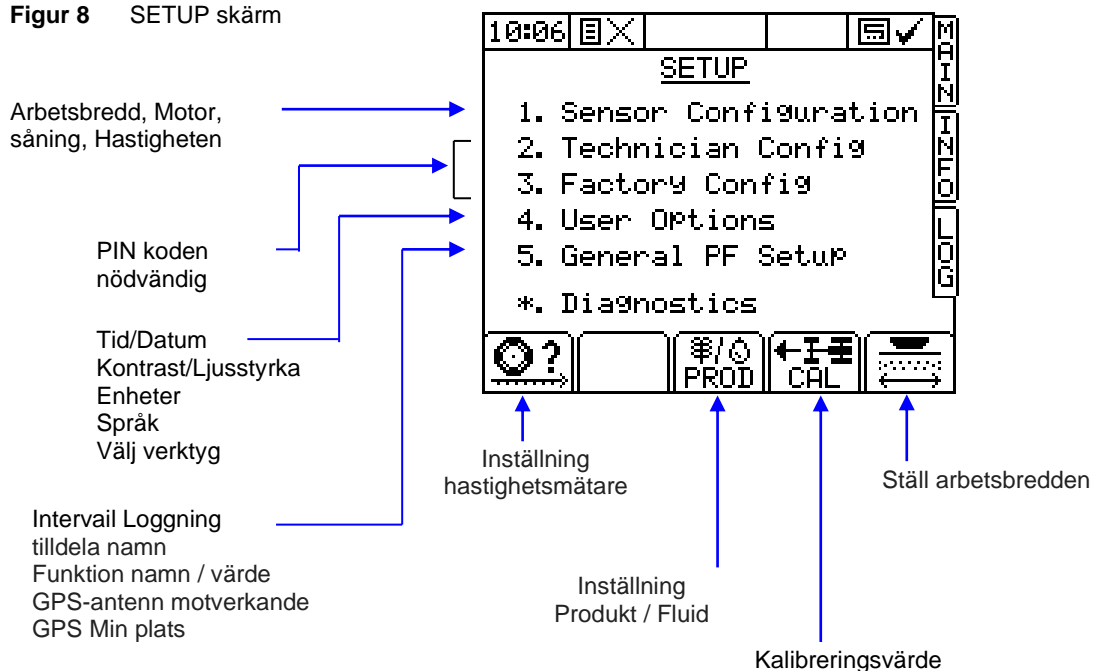 Figur 8 SETUP skärm
10:06
MAIN
INFO
LOG
SETUP
1. Sensor Configuration
2. Technician Config
3. Factory Config
4. User Options
5. General PF Setup
*. Diagnostics
?
PROD
CAL
Arbetsbredd, Motor,
såning, Hastigheten
PIN koden
nödvändig
Tid/Datum
Kontrast/Ljusstyrka
Enheter
Språk
Välj verktyg
Intervail Loggning
tilldela namn
Funktion namn / värde
GPS-antenn motverkande
GPS Min plats
Inställning
hastighetsmätare
Inställning
Produkt / Fluid
Kalibreringsvärde
Ställ arbetsbredden